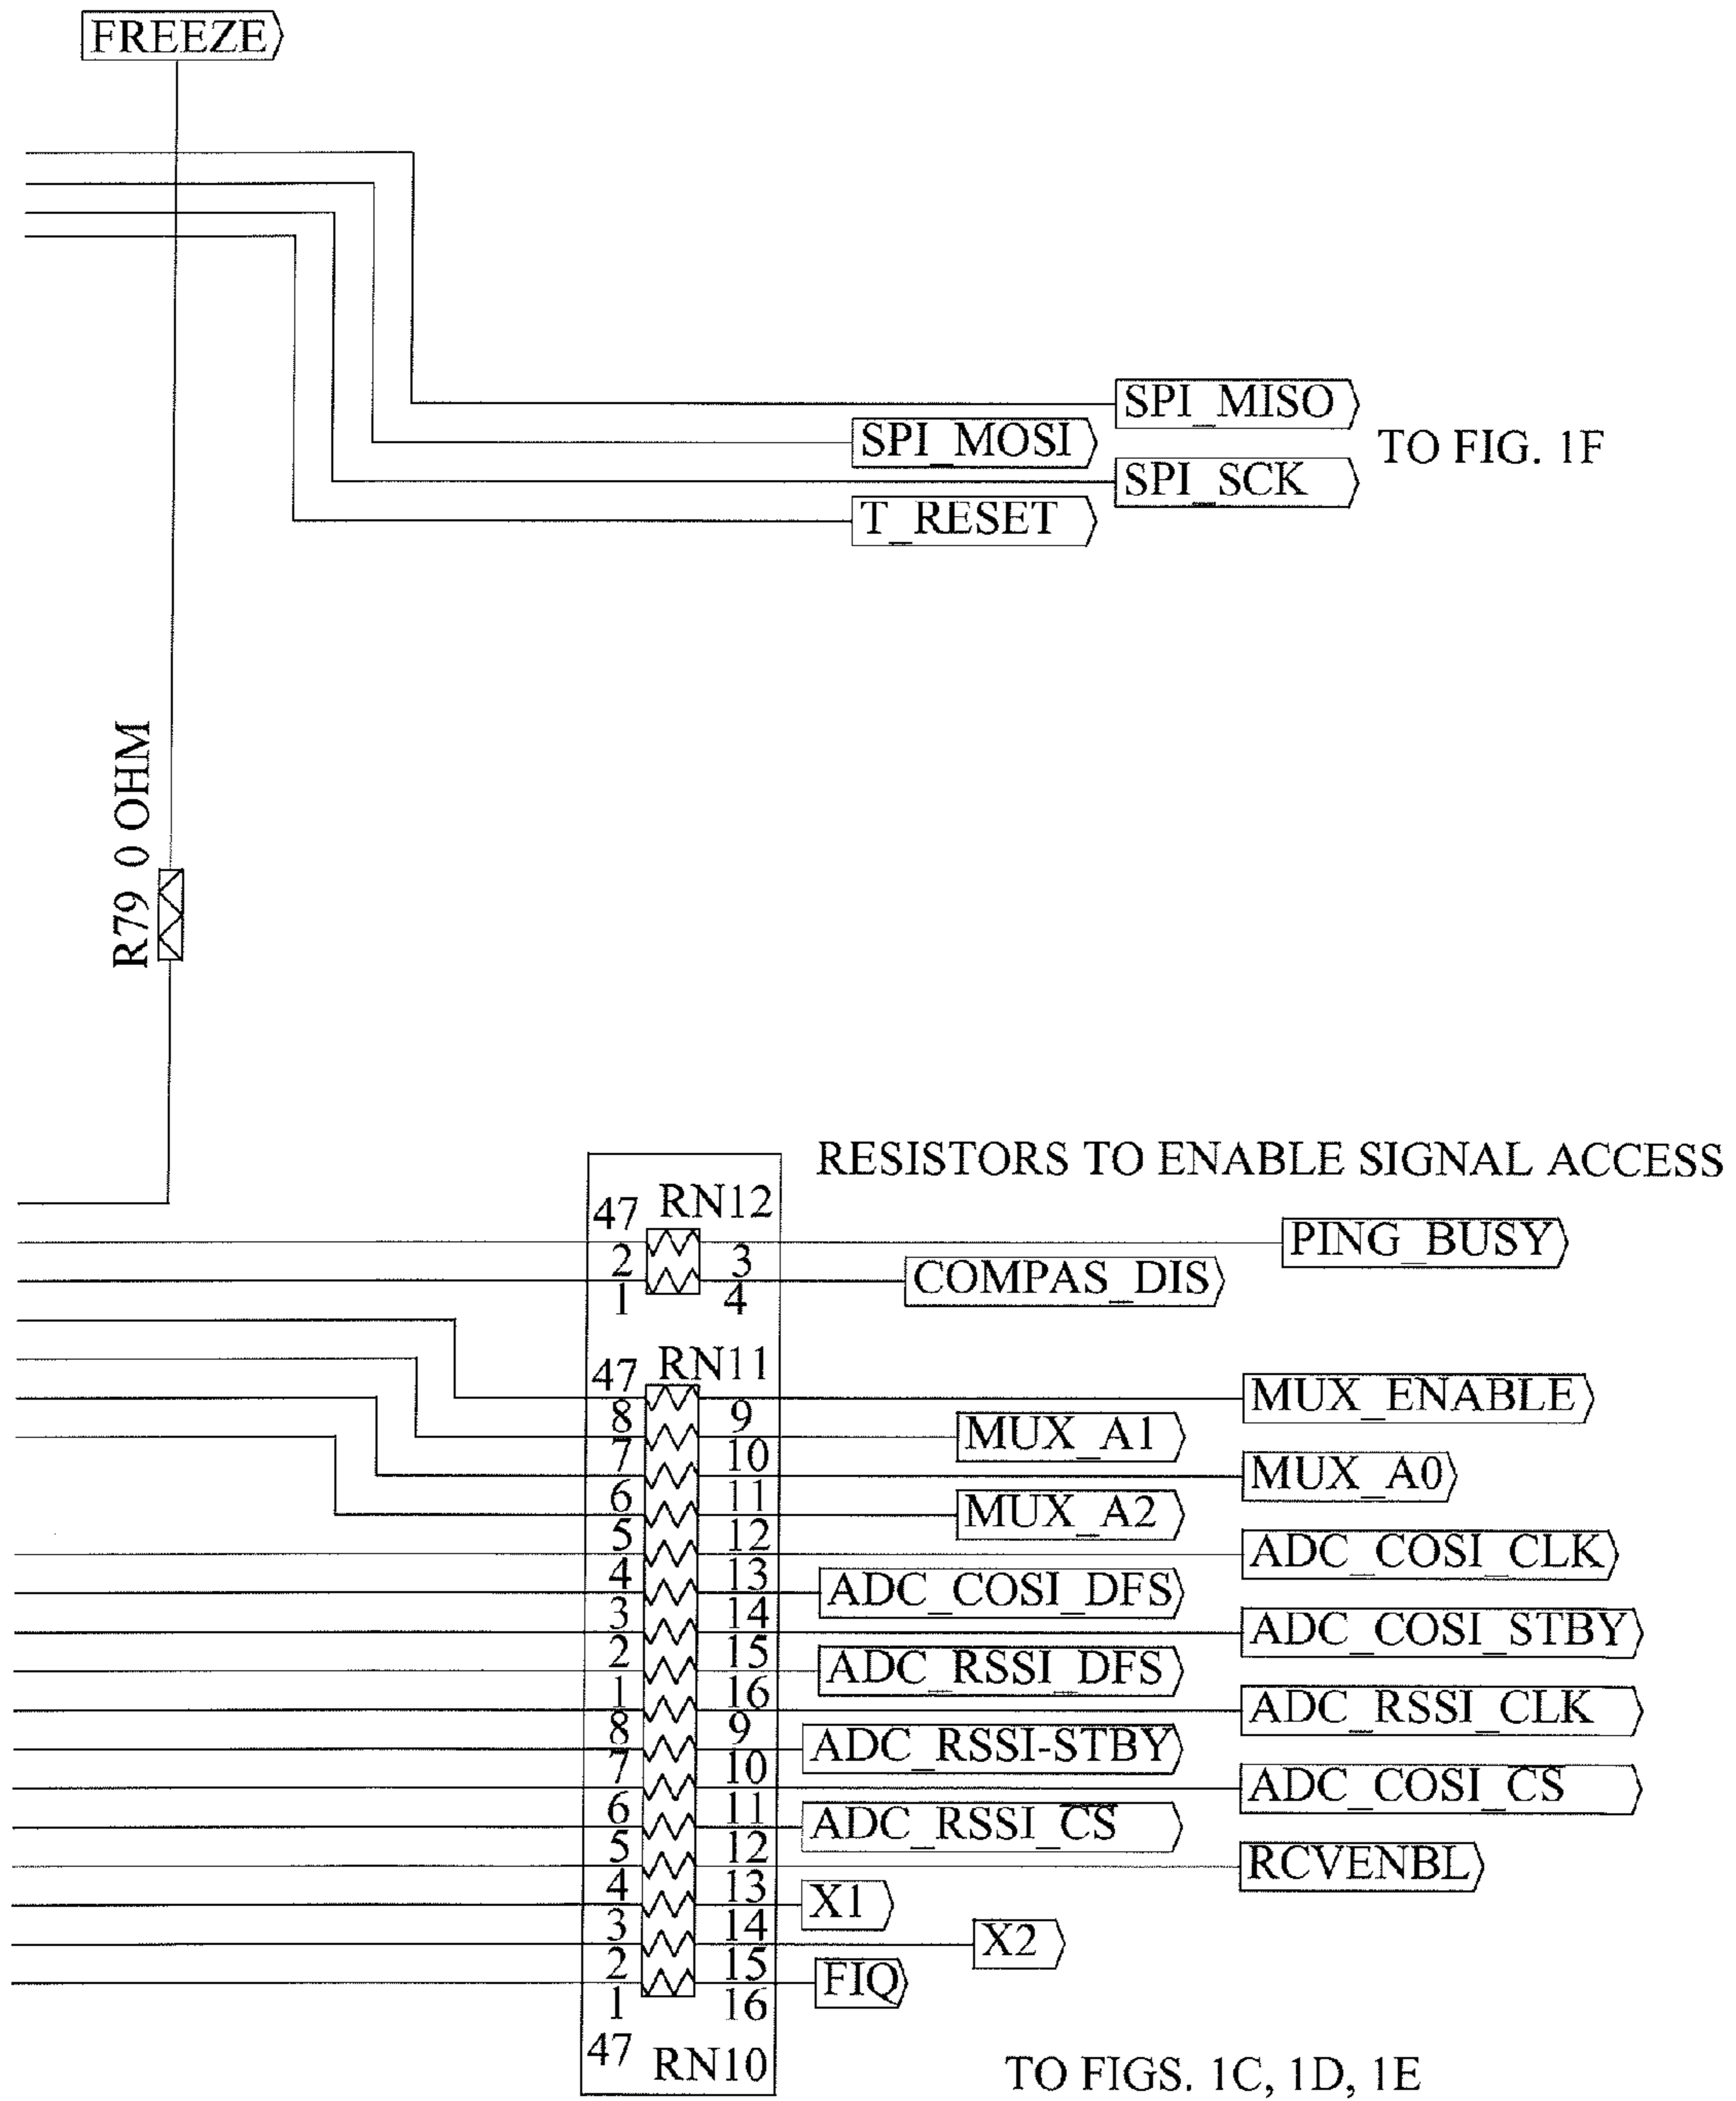 FREEZE
SPI_MISO
SPI_MOSI
TO FIG. 1F
SPI_SCK
T_RESET
R79 0 OHM
RESISTORS TO ENABLE SIGNAL ACCESS
47 RN12
PING_BUSY
2 3
COMPAS_DIS
1 4
47 RN11
MUX_ENABLE
8 9
MUX_A1
7 10
MUX_A0
6 11
MUX_A2
5 12
ADC_COSI_CLK
4 13
ADC_COSI_DFS
3 14
ADC_COSI_STBY
2 15
ADC_RSSI_DFS
1 16
ADC_RSSI_CLK
8 9
ADC_RSSI-STBY
7 10
ADC_COSI_C̅S̅
6 11
ADC_RSSI_C̅S̅
5 12
RCVENBL
4 13
X1
3 14
X2
2 15
FIQ
1 16
47 RN10
TO FIGS. 1C, 1D, 1E